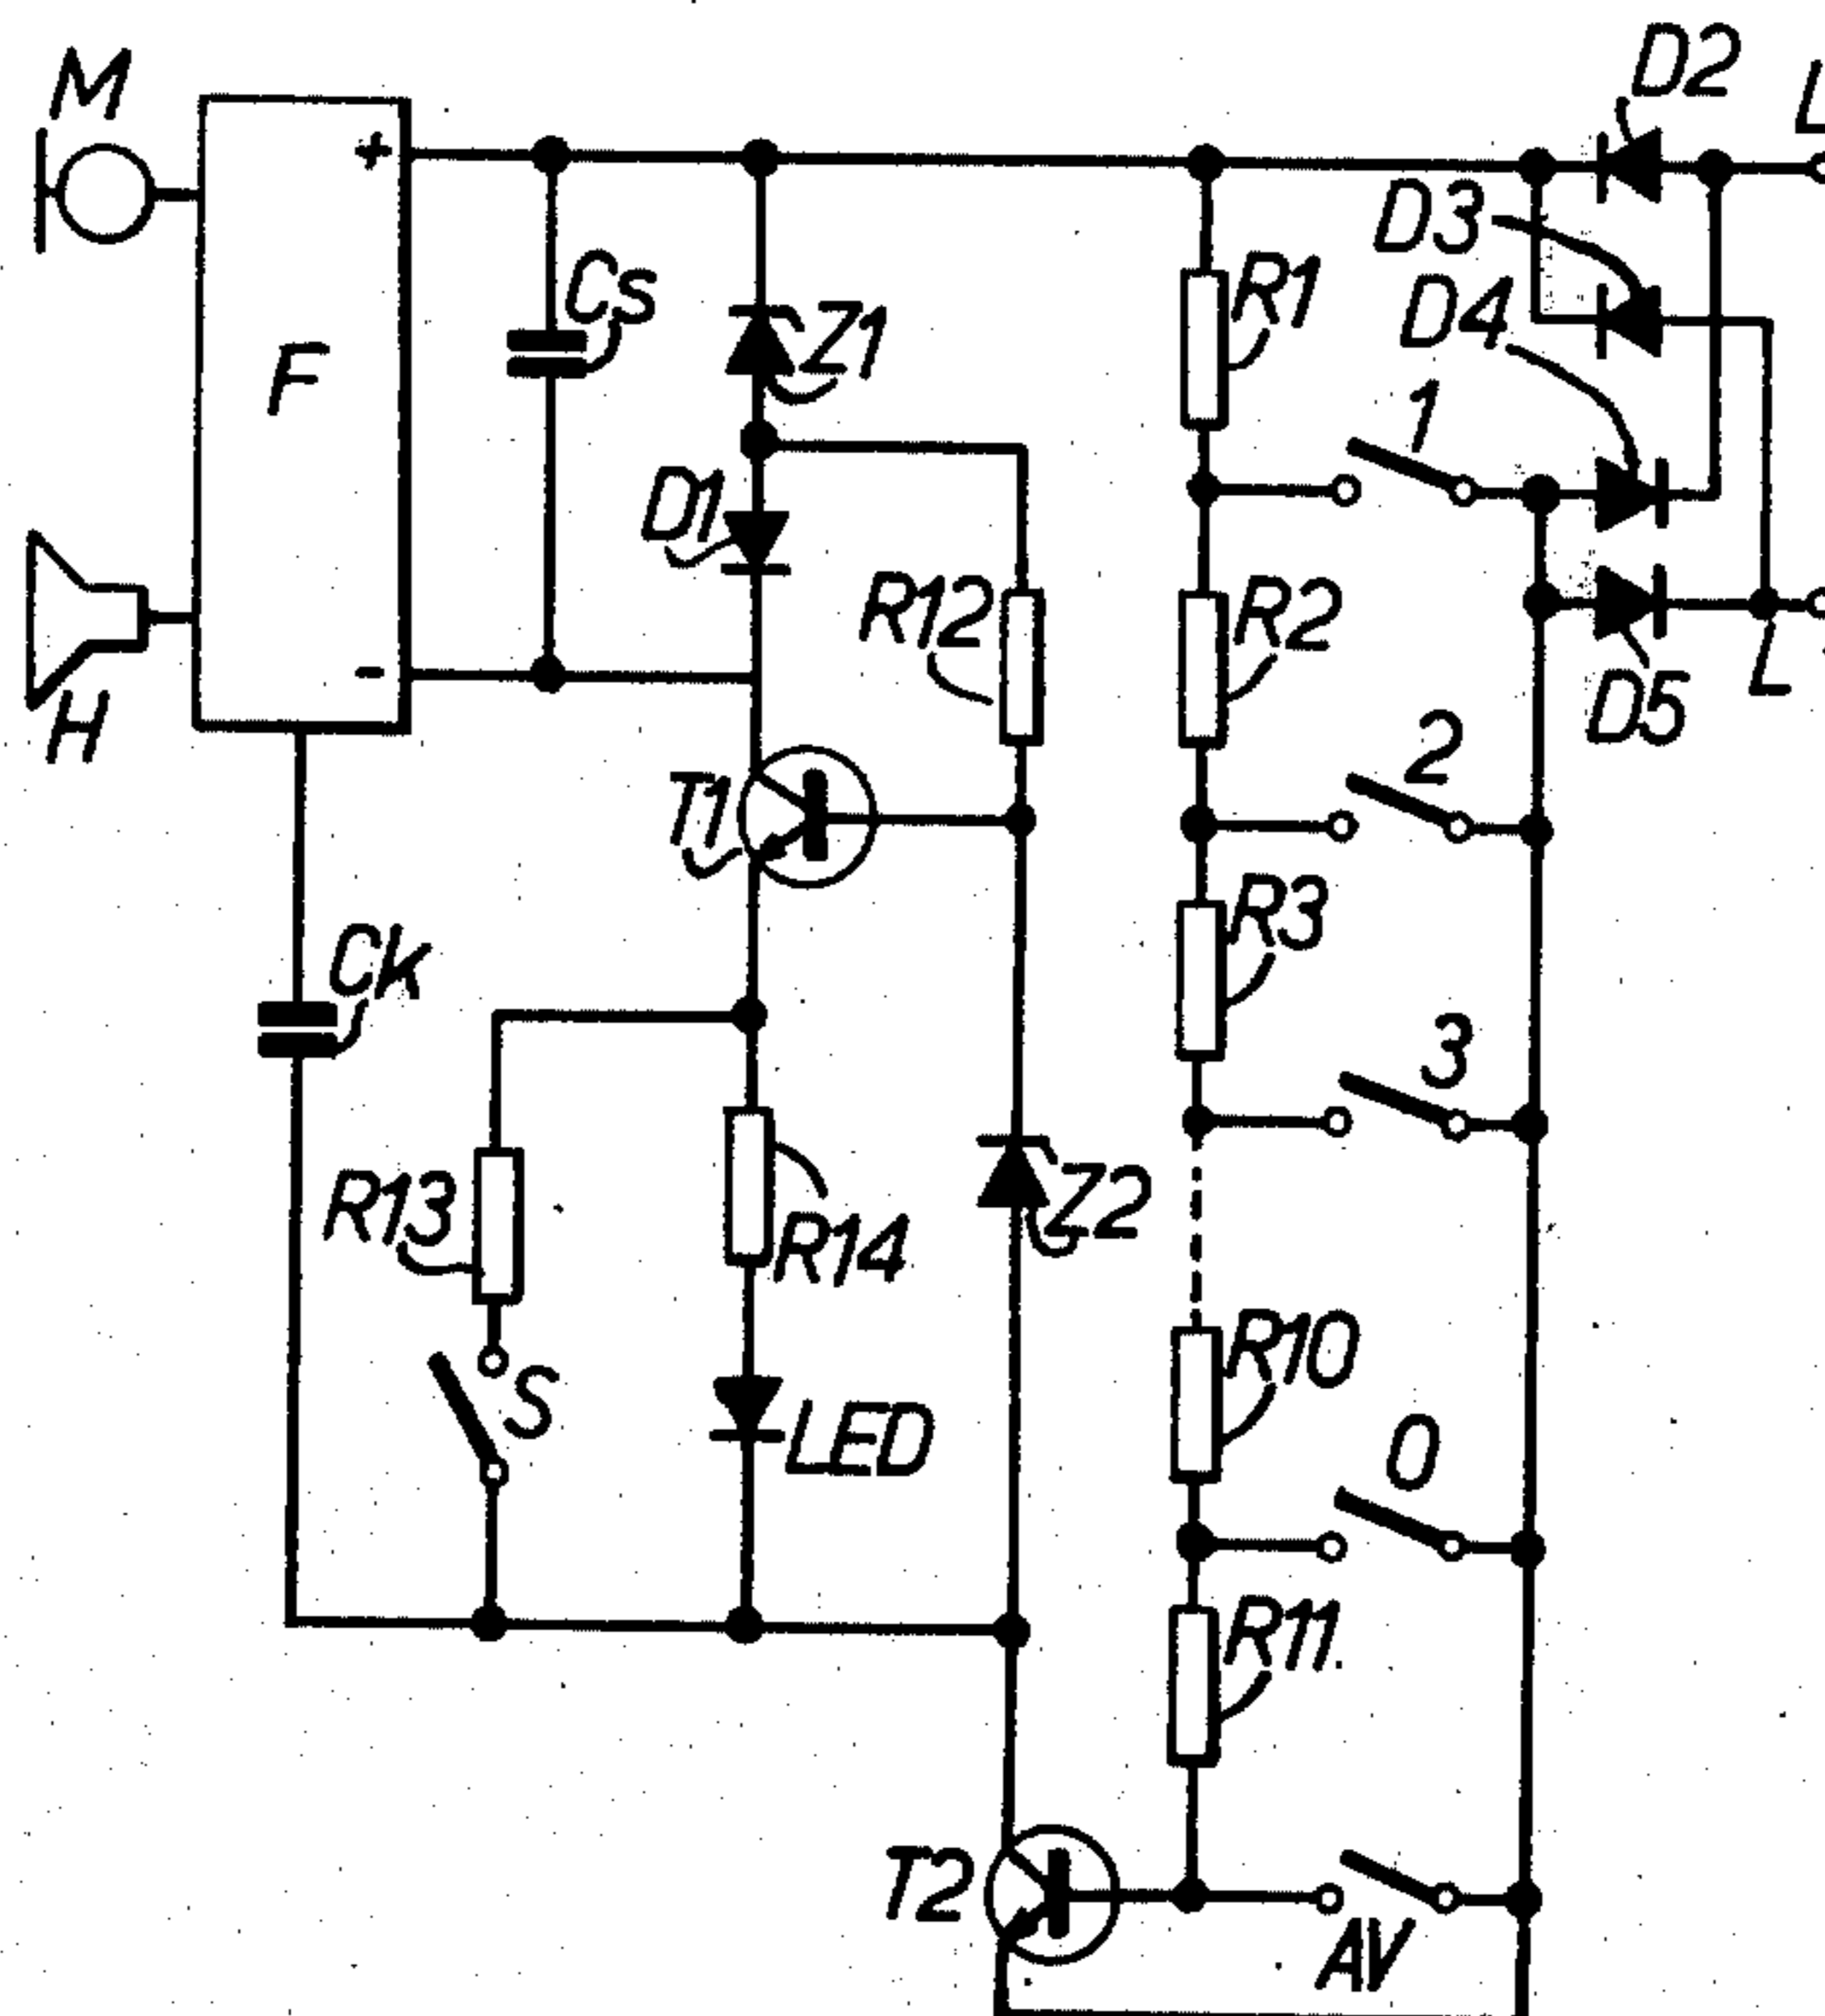 M
D2
L
+
D3
Cs
R1
Z1
D4
F
1
D1
R12
R2
-
D5
L
H
2
T1
R3
CK
3
R13
Z2
R14
R10
S
LED
0
R11.
T2
AV